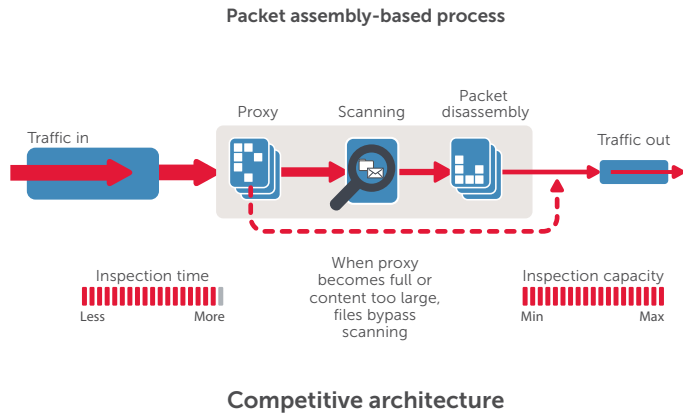 Packet assembly-based process
Proxy
Scanning
Packet
disassembly
Traffic in
Traffic out
When proxy
becomes full or
content too large,
files bypass
scanning
Inspection time
Less
More
Inspection capacity
Min
Max
Competitive architecture